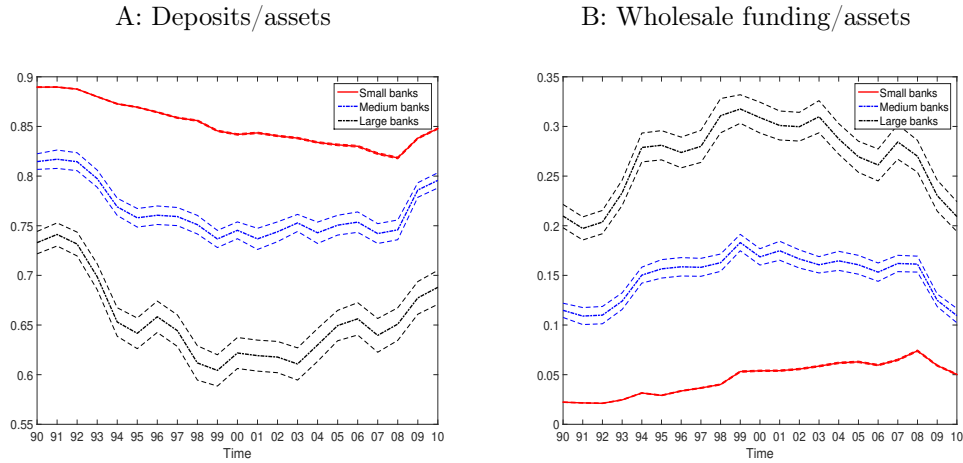 A: Deposits/assets
0.9
0.85
0.8
0.75
0.7
0.65
0.6
0.55
90 91 92 93 94 95 96 97 98 99 00 01 02 03 04 05 06 07 08 09 10
Time
Small banks
Medium banks
Large banks
B: Wholesale funding/assets
0.35
0.3
0.25
0.2
0.15
0.1
0.05
0
90 91 92 93 94 95 96 97 98 99 00 01 02 03 04 05 06 07 08 09 10
Time
Small banks
Medium banks
Large banks